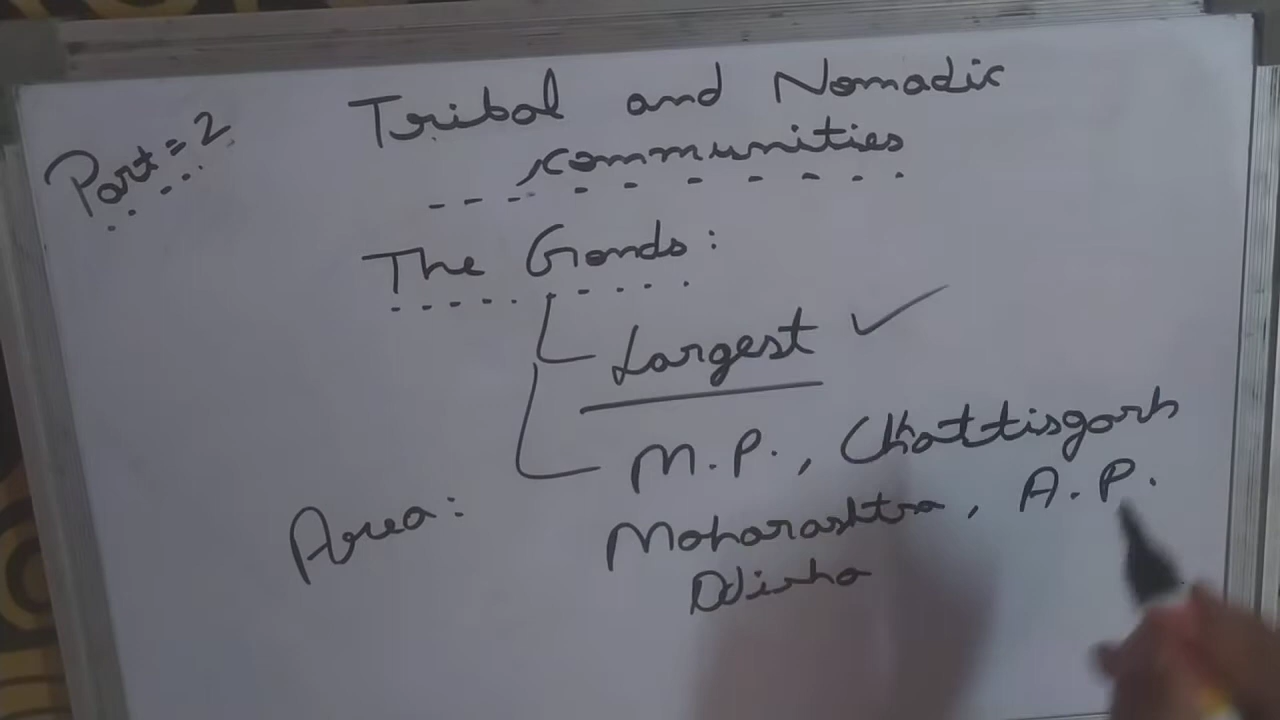 Part = 2
Tribal and Nomadic
communities
The Gonds :
Largest ✓
M.P., Chattisgarh
Area :
Maharashtra, A.P.
Odisha